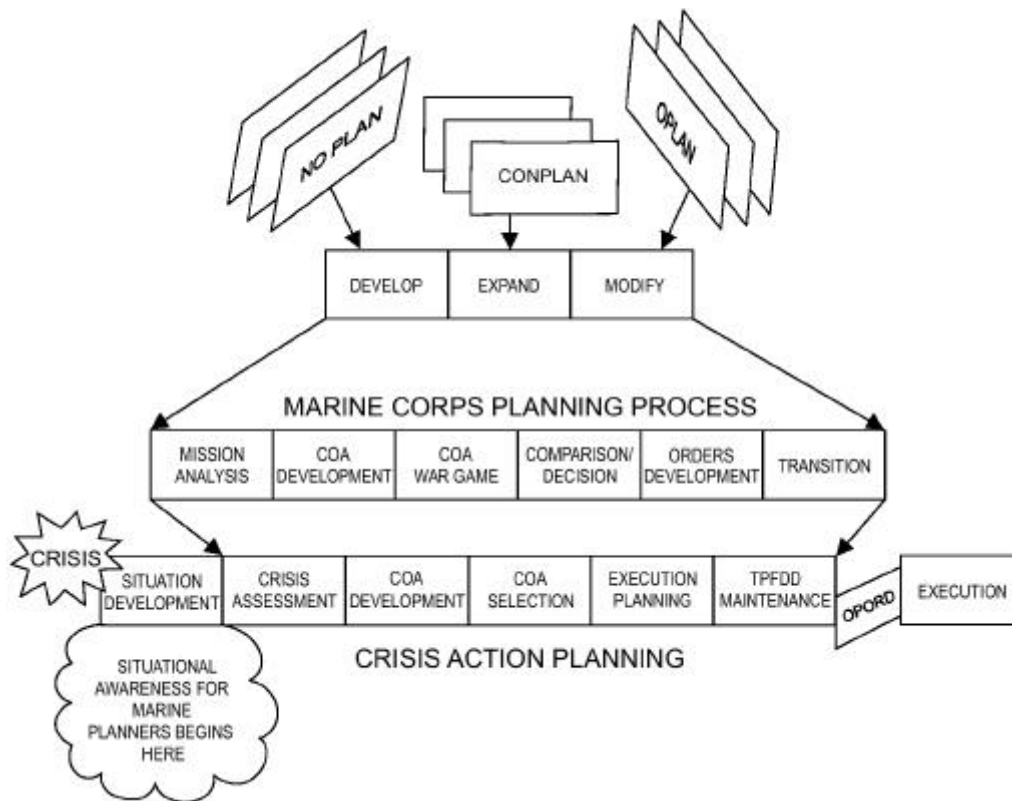 NO PLAN
CONPLAN
OPLAN
DEVELOP
EXPAND
MODIFY
MARINE CORPS PLANNING PROCESS
MISSION
ANALYSIS
COA
DEVELOPMENT
COA
WAR GAME
COMPARISON/
DECISION
ORDERS
DEVELOPMENT
TRANSITION
CRISIS
SITUATION
DEVELOPMENT
CRISIS
ASSESSMENT
COA
DEVELOPMENT
COA
SELECTION
EXECUTION
PLANNING
TPFDD
MAINTENANCE
OPORD
EXECUTION
CRISIS ACTION PLANNING
SITUATIONAL
AWARENESS FOR
MARINE
PLANNERS BEGINS
HERE